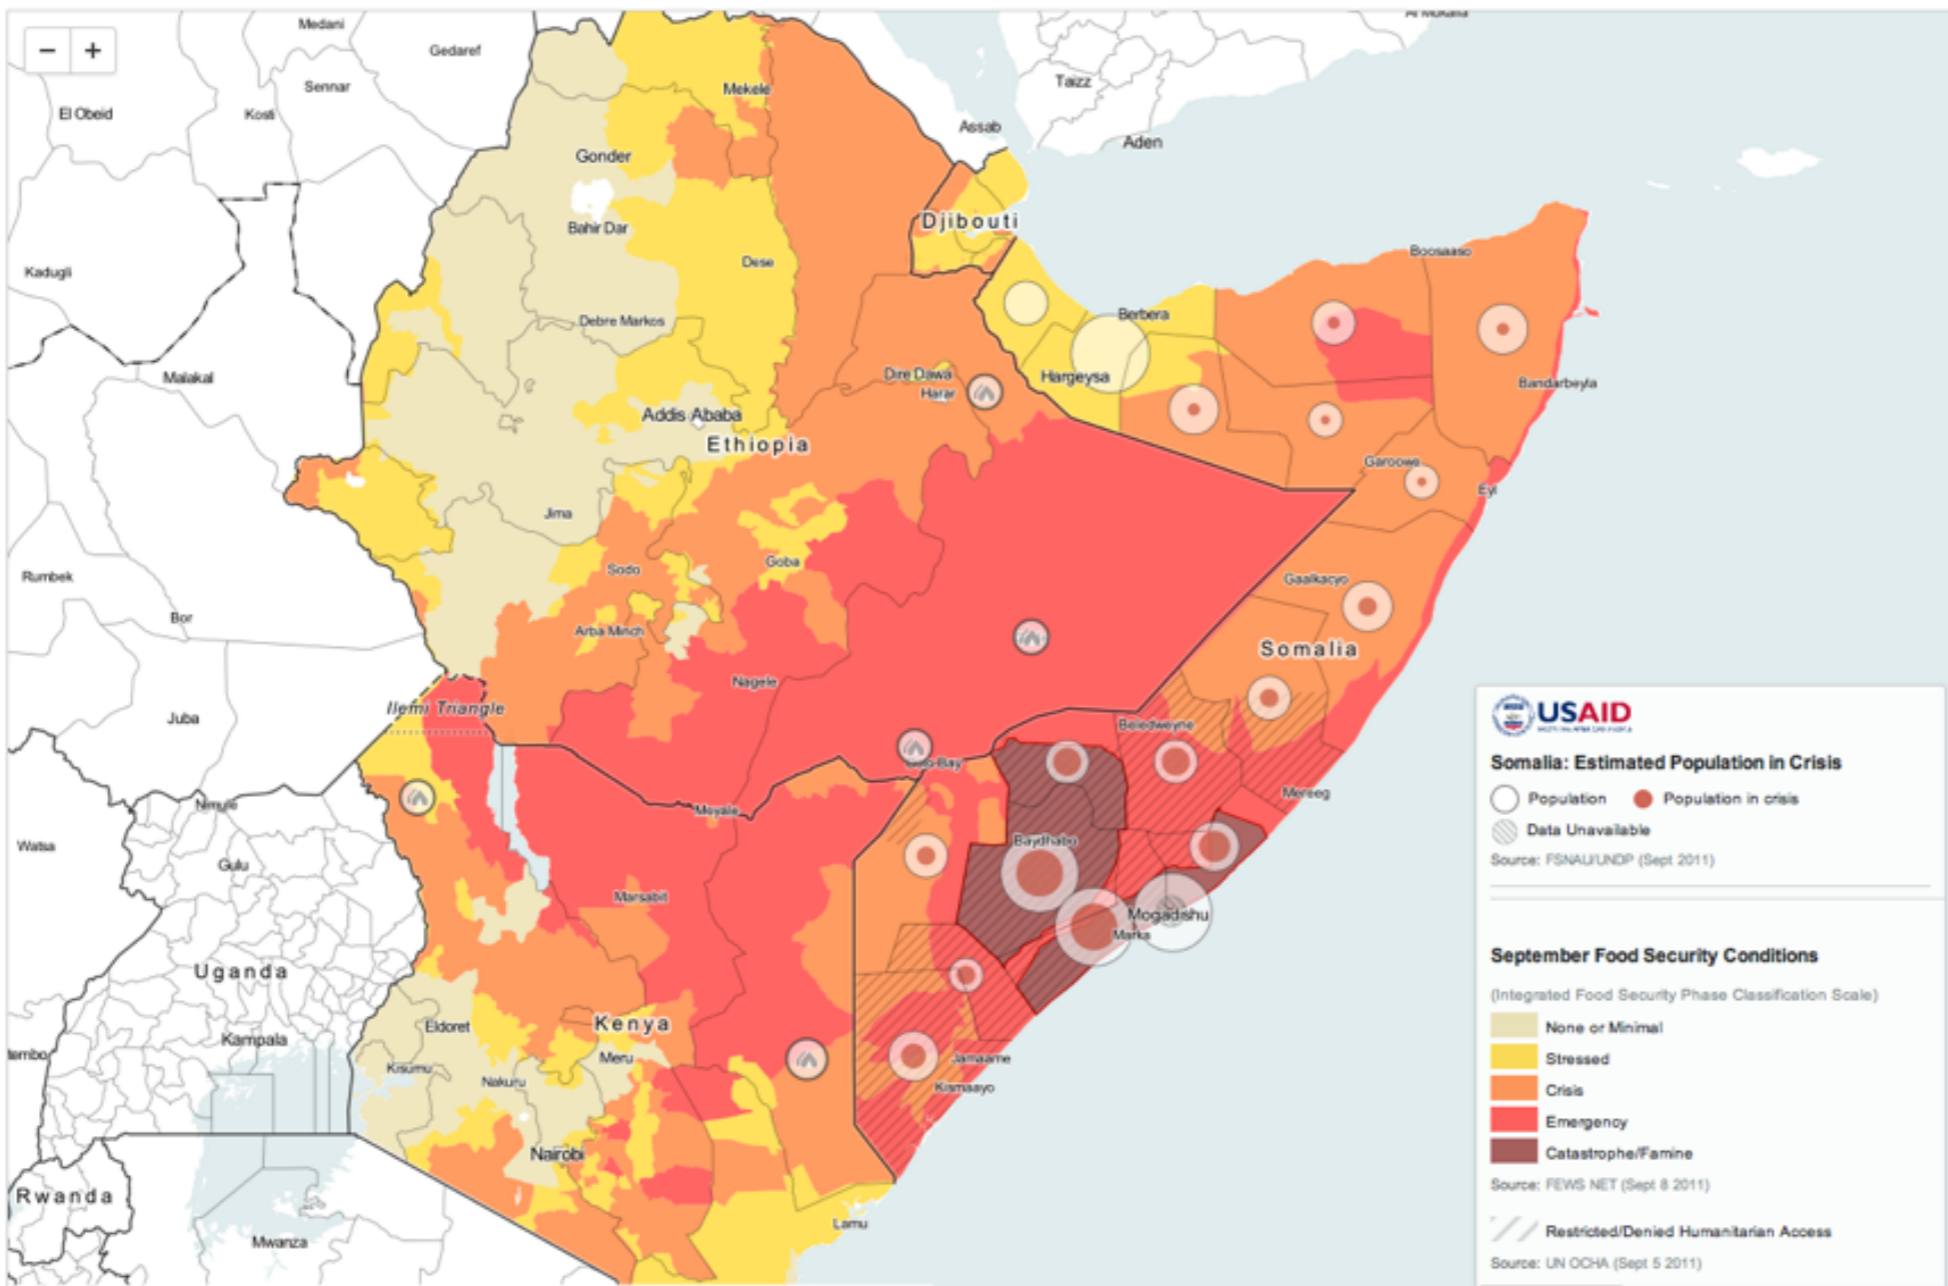 Medani
Gedaref
Sennar
El Obeid
Kosti
Mekele
Taizz
Assab
Aden
Gonder
Djibouti
Bahir Dar
Boosaaso
Kadugli
Dese
Berbera
Debre Markos
Malakal
Dire Dawa
Hargeysa
Bandarbeyla
Harar
Addis Ababa
Ethiopia
Garoowe
Eyl
Jima
Goba
Sodo
Rumbek
Gaalkacyo
Bor
Arba Minch
Somalia
Nagele
Ilemi Triangle
Juba
Beledweyne
Nimule
Moyale
Mereeg
Watsa
Gulu
Baydhabo
Marsabit
Mogadishu
Marka
Uganda
Eldoret
Kenya
Kampala
Meru
Jamaame
Kisumu
Nakuru
Kismaayo
Nairobi
Rwanda
Lamu
Mwanza
USAID
Somalia: Estimated Population in Crisis
Population
Population in crisis
Data Unavailable
Source: FSNAU/UNDP (Sept 2011)
September Food Security Conditions
(Integrated Food Security Phase Classification Scale)
None or Minimal
Stressed
Crisis
Emergency
Catastrophe/Famine
Source: FEWS NET (Sept 8 2011)
Restricted/Denied Humanitarian Access
Source: UN OCHA (Sept 5 2011)